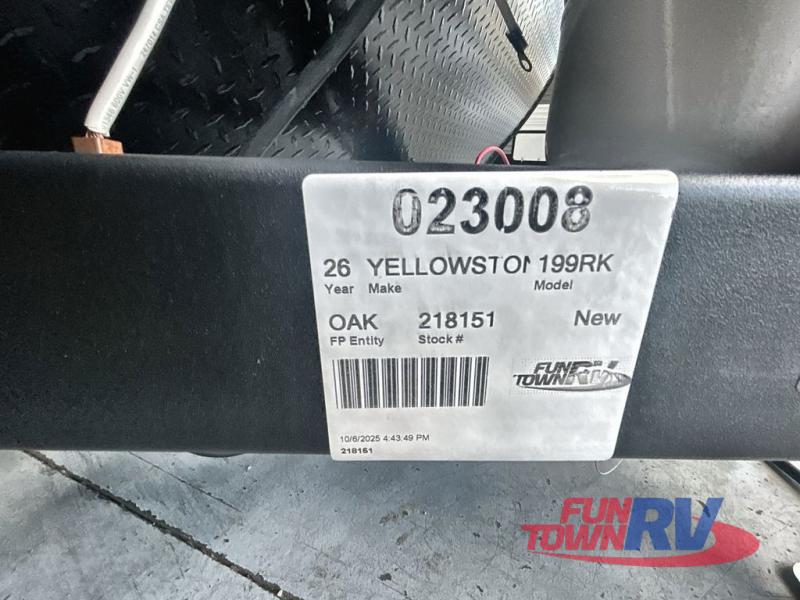 023008
26 YELLOWSTON 199RK
Year Make Model
OAK 218151 New
FP Entity Stock #
FUN
TOWN RV
10/6/2025 4:43:49 PM
218151
FUN
TOWN RV